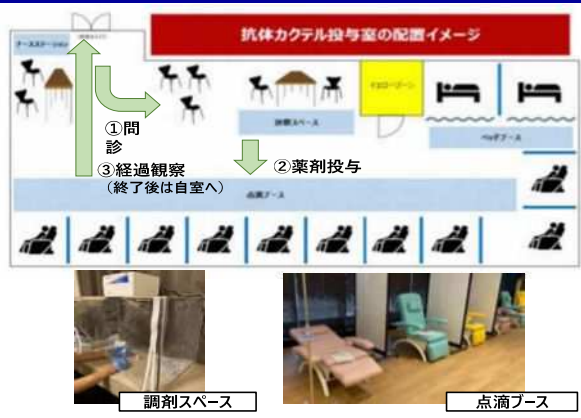 抗体カクテル投与室の配置イメージ
ナースステーション
イエローゾーン
①問
診
診察スペース
ベッドブース
③経過観察
(終了後は自室へ)
②薬剤投与
点滴ブース
調剤スペース
点滴ブース